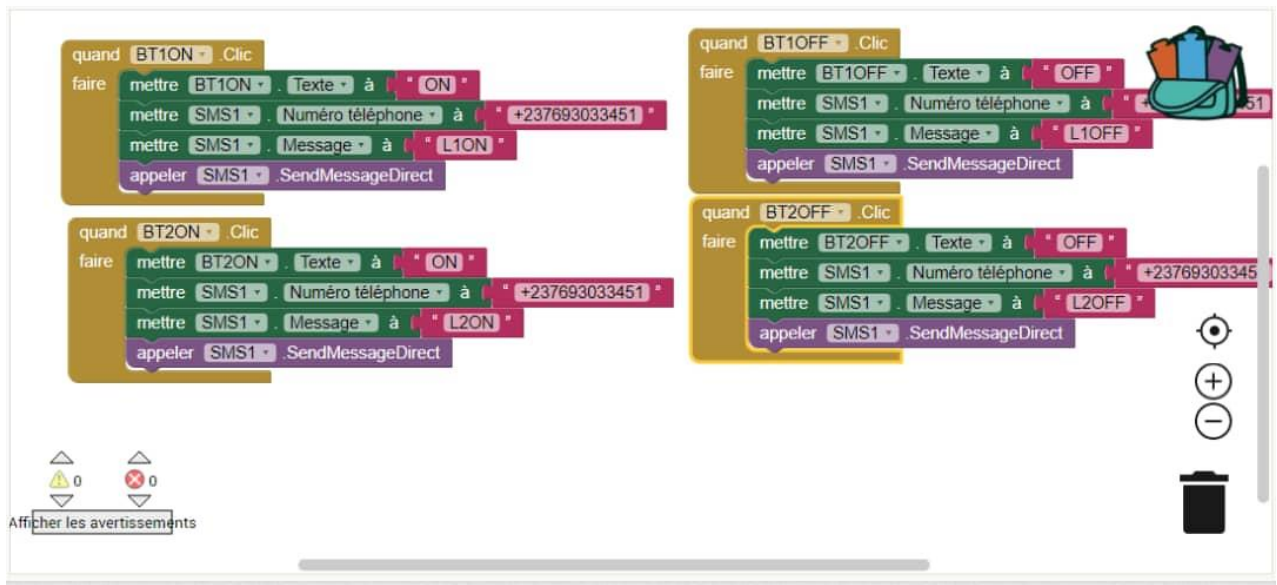 quand BT1ON .Clic
faire mettre BT1ON . Texte à " ON "
mettre SMS1 . Numéro téléphone à " +237693033451 "
mettre SMS1 . Message à " L1ON "
appeler SMS1 .SendMessageDirect
quand BT2ON .Clic
faire mettre BT2ON . Texte à " ON "
mettre SMS1 . Numéro téléphone à " +237693033451 "
mettre SMS1 . Message à " L2ON "
appeler SMS1 .SendMessageDirect
quand BT1OFF .Clic
faire mettre BT1OFF . Texte à " OFF "
mettre SMS1 . Numéro téléphone à " + 51
mettre SMS1 . Message à " L1OFF "
appeler SMS1 .SendMessageDirect
quand BT2OFF .Clic
faire mettre BT2OFF . Texte à " OFF "
mettre SMS1 . Numéro téléphone à " +23769303345
mettre SMS1 . Message à " L2OFF "
appeler SMS1 .SendMessageDirect
0 0
Afficher les avertissements